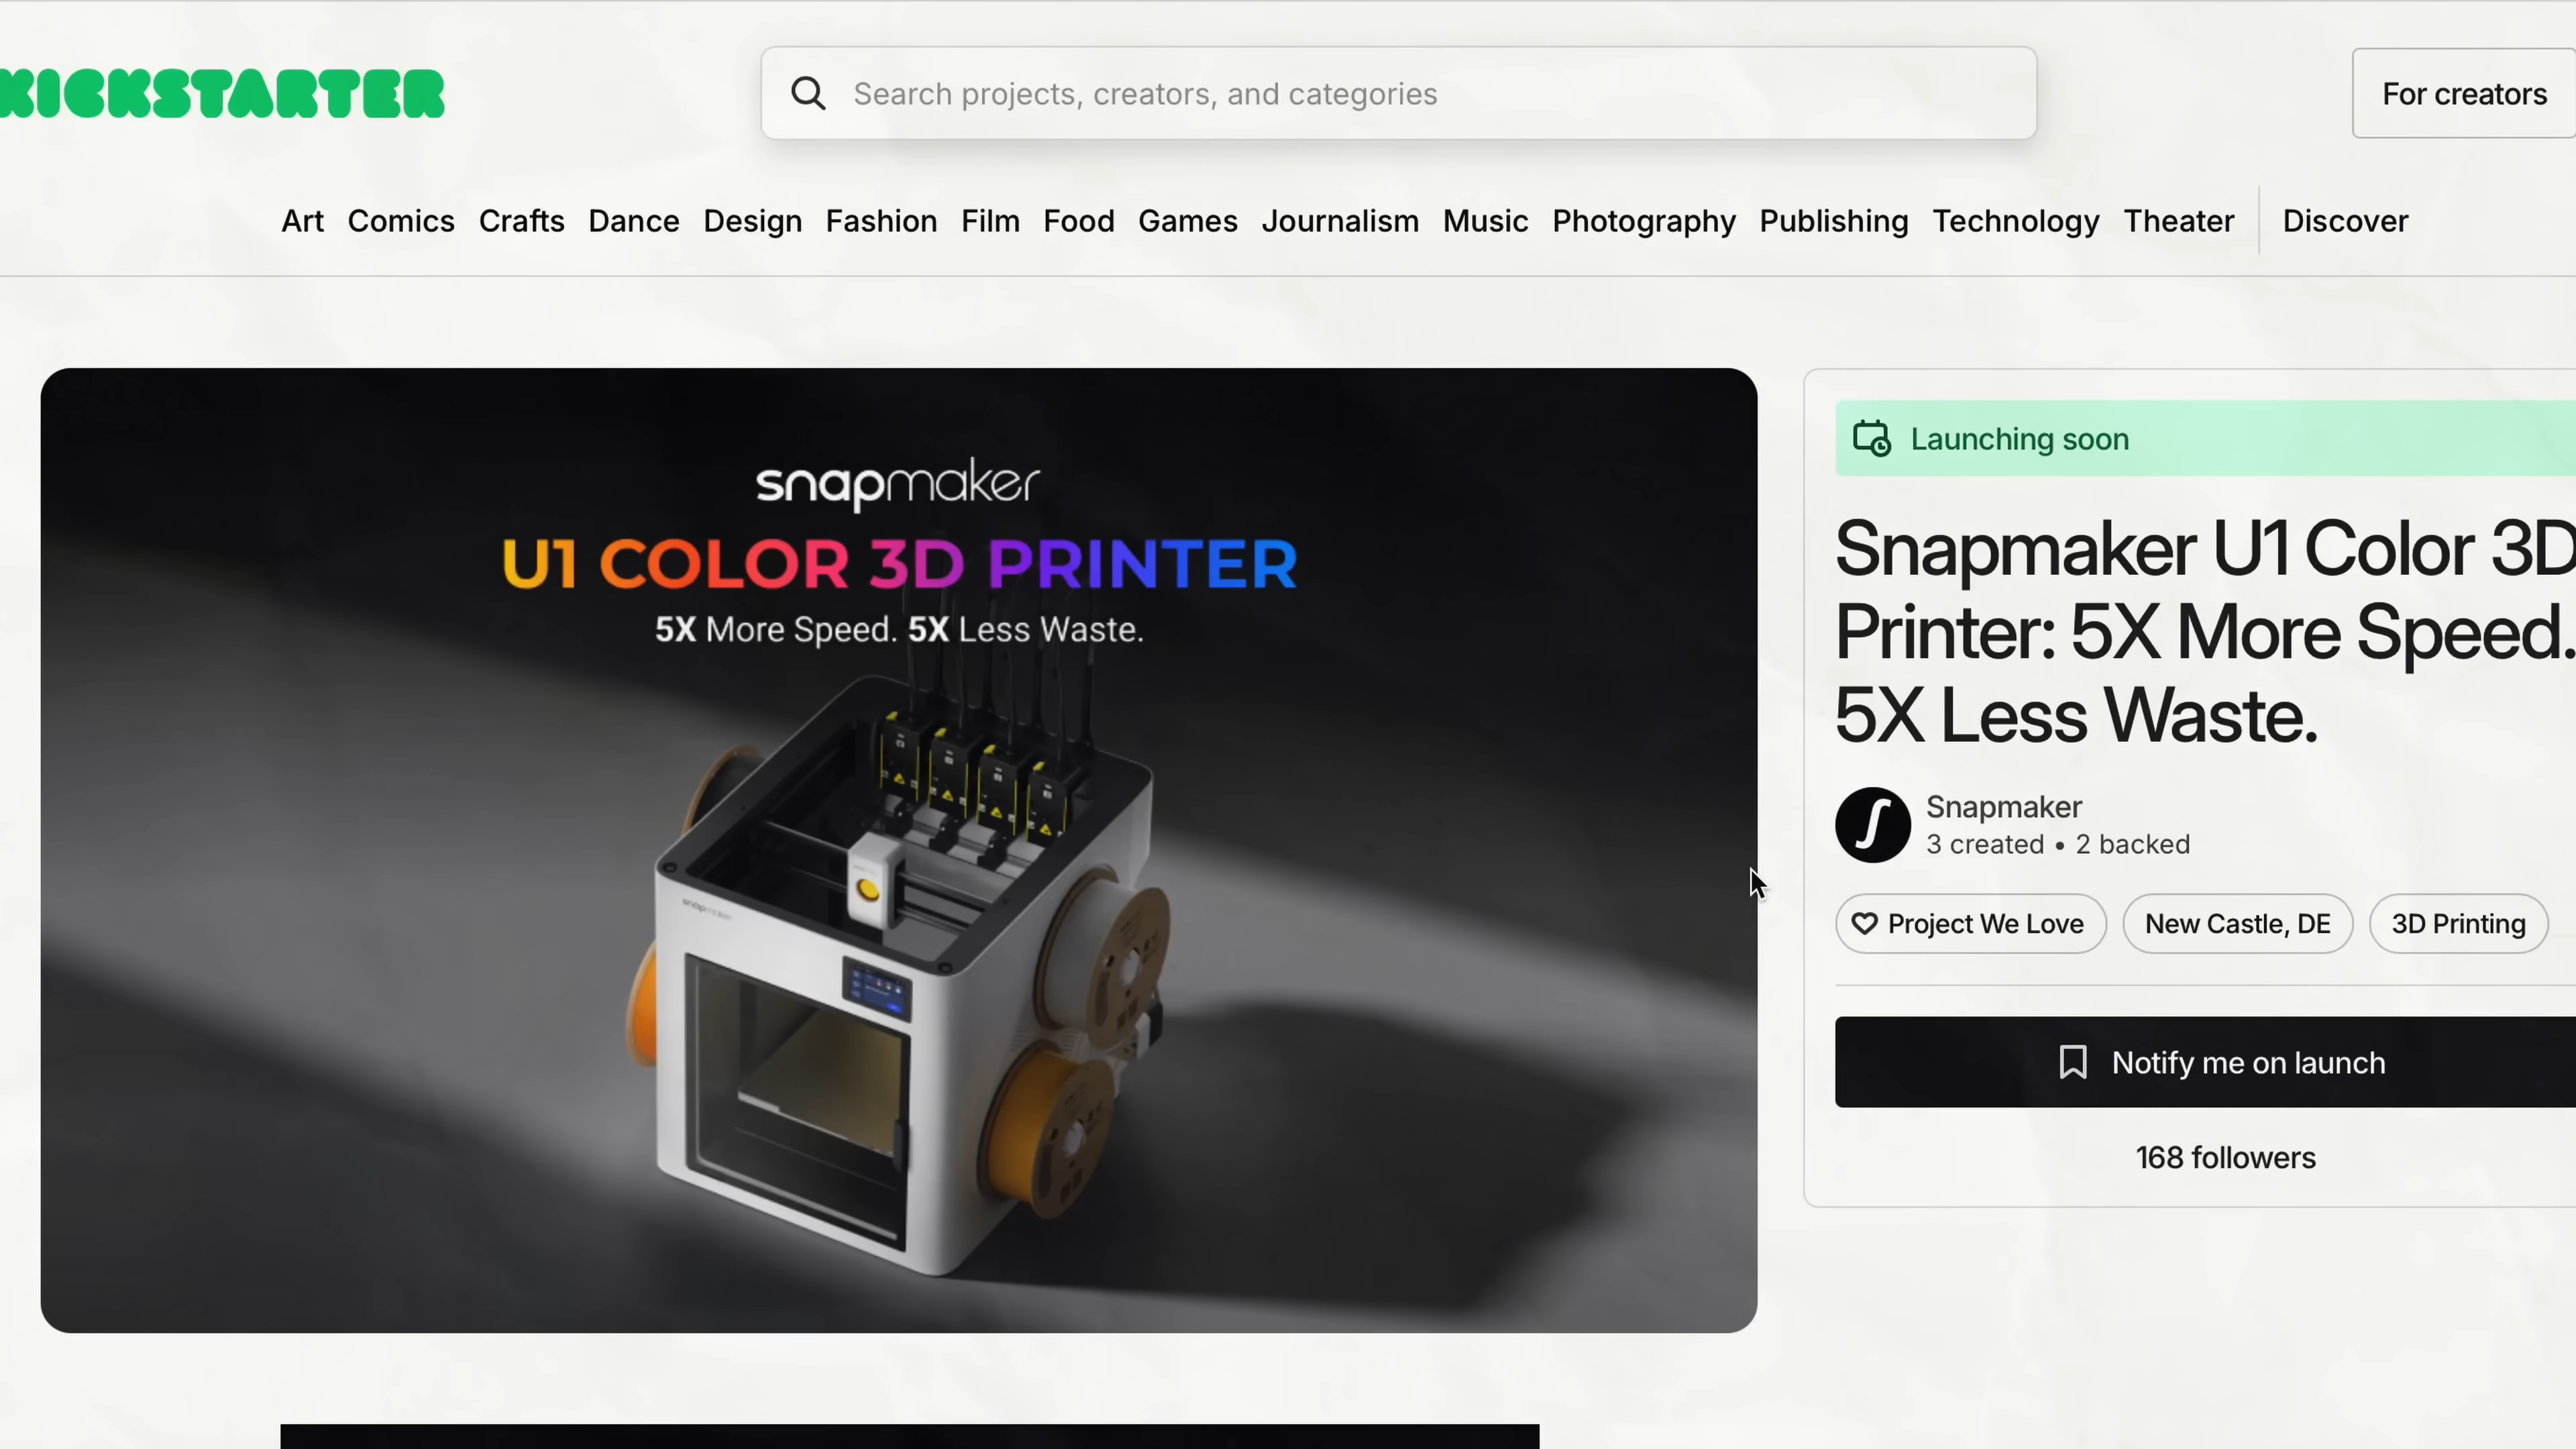 KICKSTARTER
Search projects, creators, and categories
For creators
Art Comics Crafts Dance Design Fashion Film Food Games Journalism Music Photography Publishing Technology Theater Discover
snapmaker
U1 COLOR 3D PRINTER
5X More Speed. 5X Less Waste.
snapmaker
Launching soon
Snapmaker U1 Color 3D
Printer: 5X More Speed.
5X Less Waste.
Snapmaker
3 created • 2 backed
Project We Love
New Castle, DE
3D Printing
Notify me on launch
168 followers